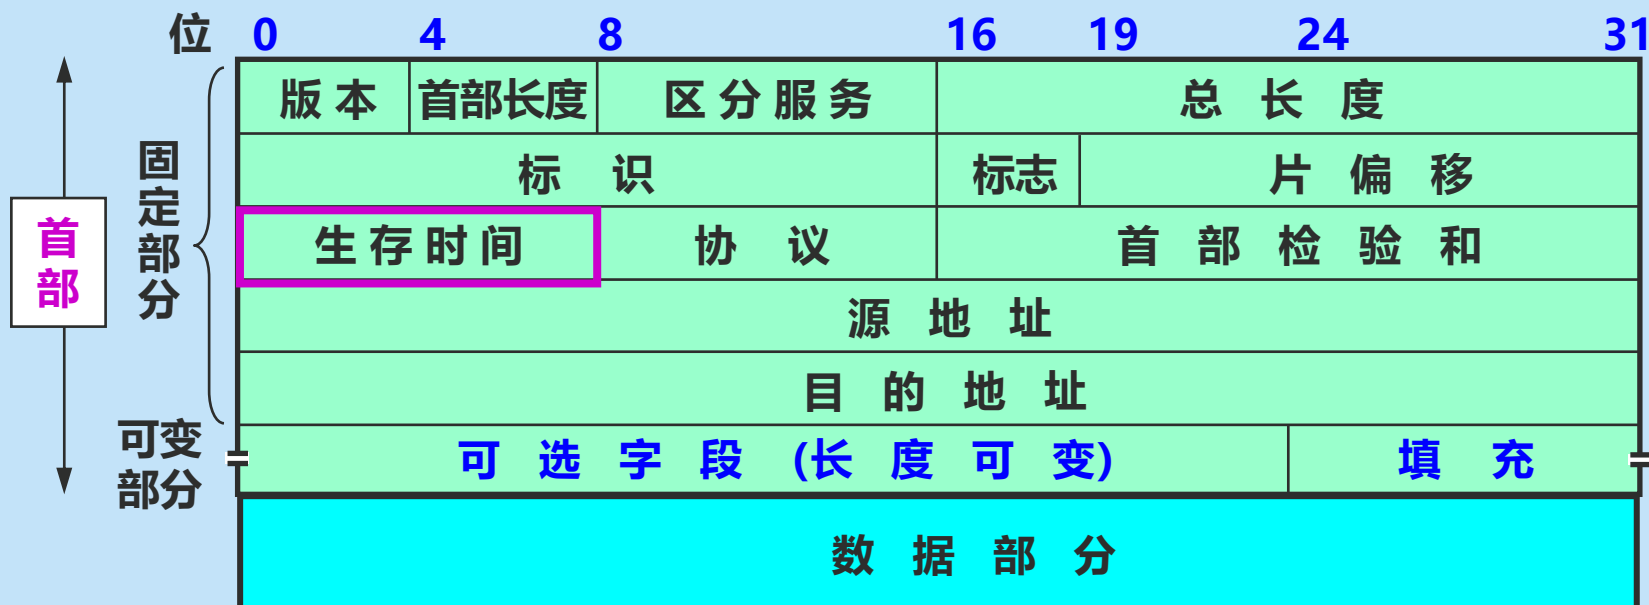 位 0 4 8 16 19 24 31
版本 首部长度 区分服务 总长度
标识 标志 片偏移
生存时间 协议 首部检验和
源地址
目的地址
可选字段 (长度可变) 填充
数据部分
首部
固定部分
可变
部分